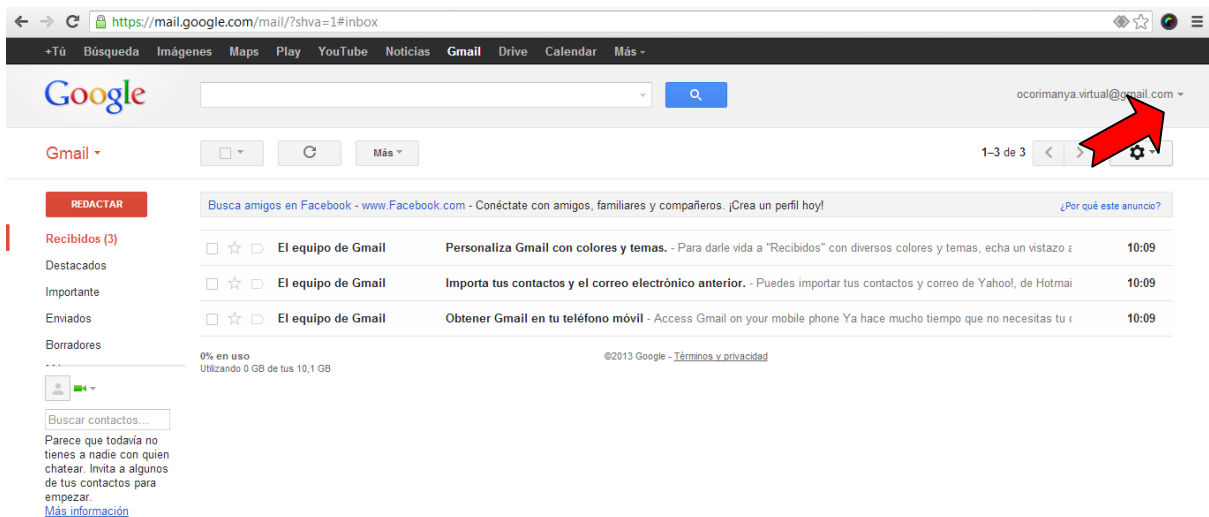 https://mail.google.com/mail/?shva=1#inbox
+Tú Búsqueda Imágenes Maps Play YouTube Noticias Gmail Drive Calendar Más
Google
ocorimanya.virtual@gmail.com
Gmail
Más
1–3 de 3
REDACTAR
Busca amigos en Facebook - www.Facebook.com - Conéctate con amigos, familiares y compañeros. ¡Crea un perfil hoy!
¿Por qué este anuncio?
Recibidos (3)
Destacados
Importante
Enviados
Borradores
El equipo de Gmail Personaliza Gmail con colores y temas. - Para darle vida a "Recibidos" con diversos colores y temas, echa un vistazo 10:09
El equipo de Gmail Importa tus contactos y el correo electrónico anterior. - Puedes importar tus contactos y correo de Yahoo!, de Hotmai 10:09
El equipo de Gmail Obtener Gmail en tu teléfono móvil - Access Gmail on your mobile phone Ya hace mucho tiempo que no necesitas tu 10:09
0% en uso
Utilizando 0 GB de tus 10,1 GB
©2013 Google - Términos y privacidad
Buscar contactos...
Parece que todavía no
tienes a nadie con quien
chatear. Invita a algunos
de tus contactos para
empezar.
Más información